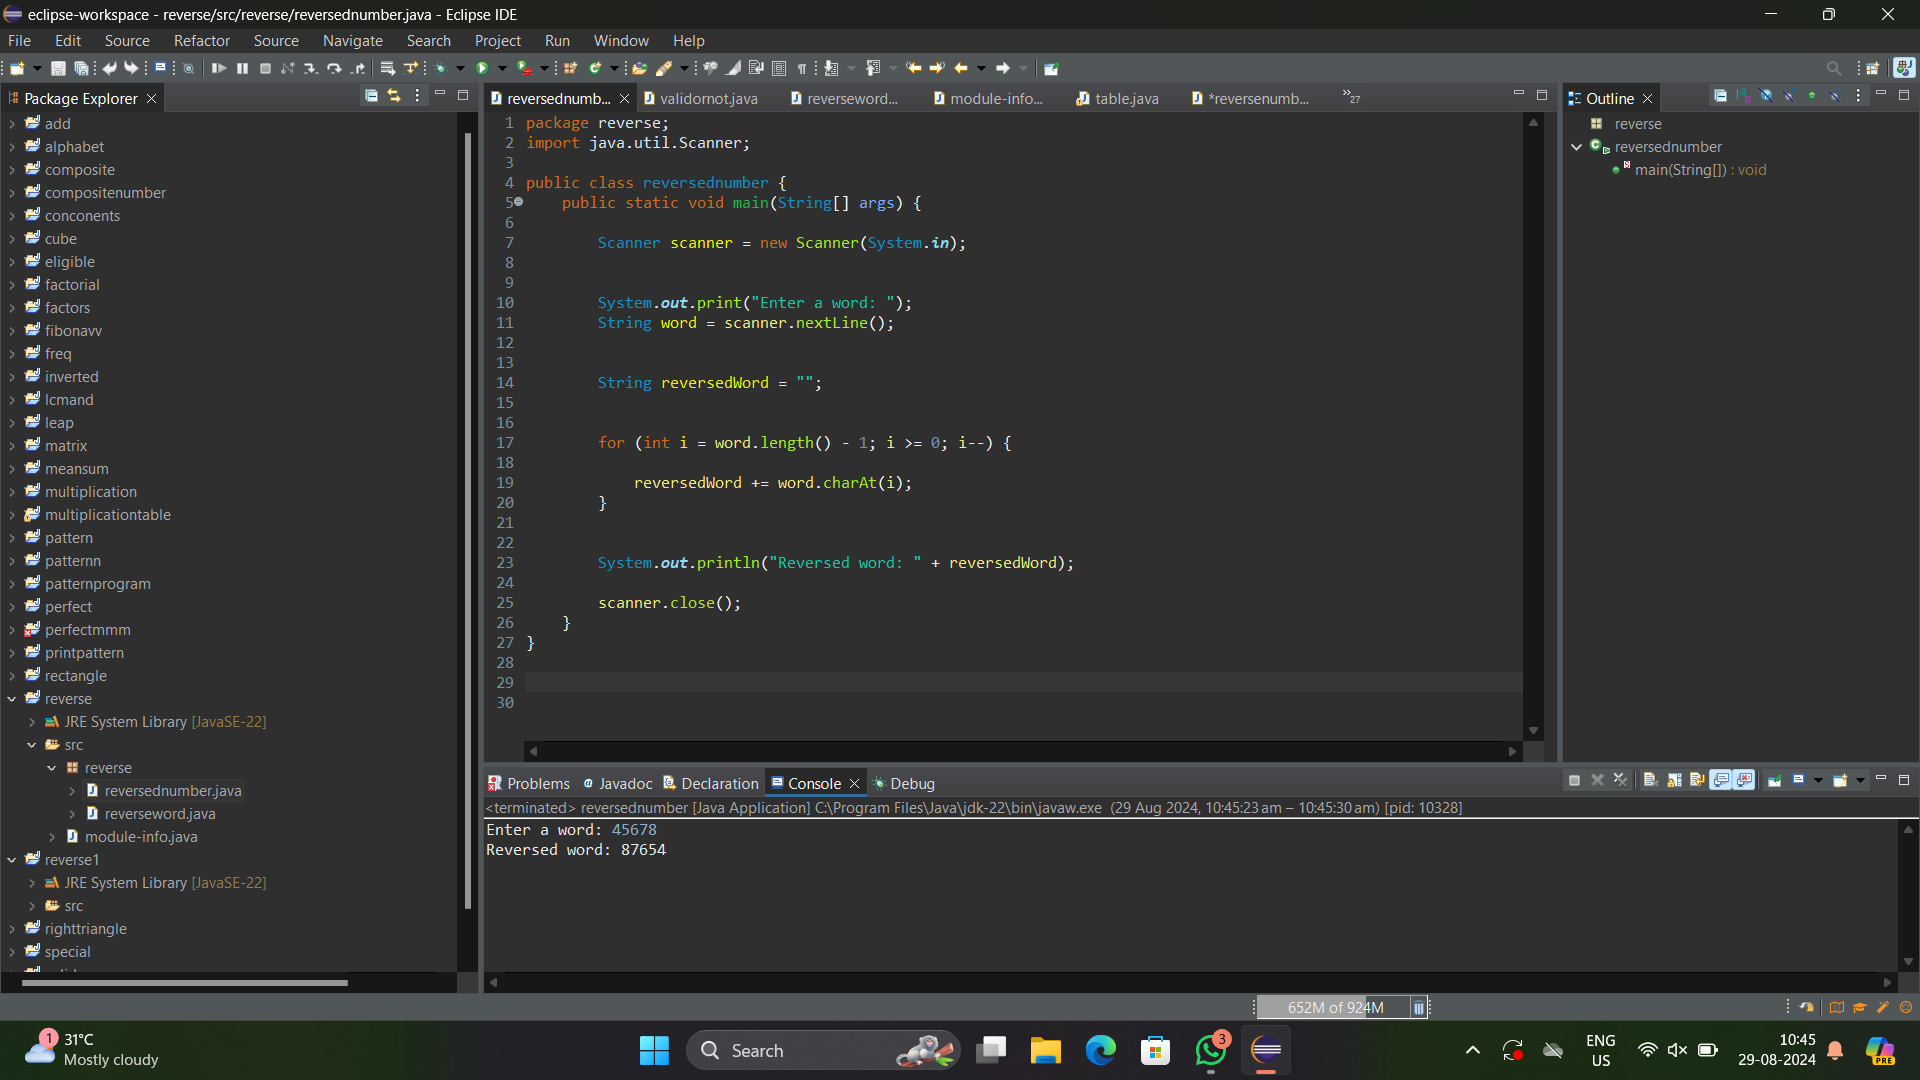 eclipse-workspace - reverse/src/reverse/reversednumber.java - Eclipse IDE
File Edit Source Refactor Source Navigate Search Project Run Window Help
Package Explorer
add
alphabet
composite
compositenumber
conconents
cube
eligible
factorial
factors
fibonavv
freq
inverted
lcmand
leap
matrix
meansum
multiplication
multiplicationtable
pattern
patternn
patternprogram
perfect
perfectmmm
printpattern
rectangle
reverse
JRE System Library [JavaSE-22]
src
reverse
reversednumber.java
reverseword.java
module-info.java
reverse1
JRE System Library [JavaSE-22]
src
righttriangle
special
reversednumb... validornot.java reverseword... module-info... table.java *reversenumb... »27
1 package reverse;
2 import java.util.Scanner;
3
4 public class reversednumber {
5 public static void main(String[] args) {
6
7 Scanner scanner = new Scanner(System.in);
8
9
10 System.out.print("Enter a word: ");
11 String word = scanner.nextLine();
12
13
14 String reversedWord = "";
15
16
17 for (int i = word.length() - 1; i >= 0; i--) {
18
19 reversedWord += word.charAt(i);
20 }
21
22
23 System.out.println("Reversed word: " + reversedWord);
24
25 scanner.close();
26 }
27 }
28
29
30
Outline
reverse
reversednumber
main(String[]) : void
Problems Javadoc Declaration Console Debug
<terminated> reversednumber [Java Application] C:\Program Files\Java\jdk-22\bin\javaw.exe (29 Aug 2024, 10:45:23 am – 10:45:30 am) [pid: 10328]
Enter a word: 45678
Reversed word: 87654
652M of 924M
1
31°C
Mostly cloudy
Search
3
ENG
US
10:45
29-08-2024
PRE